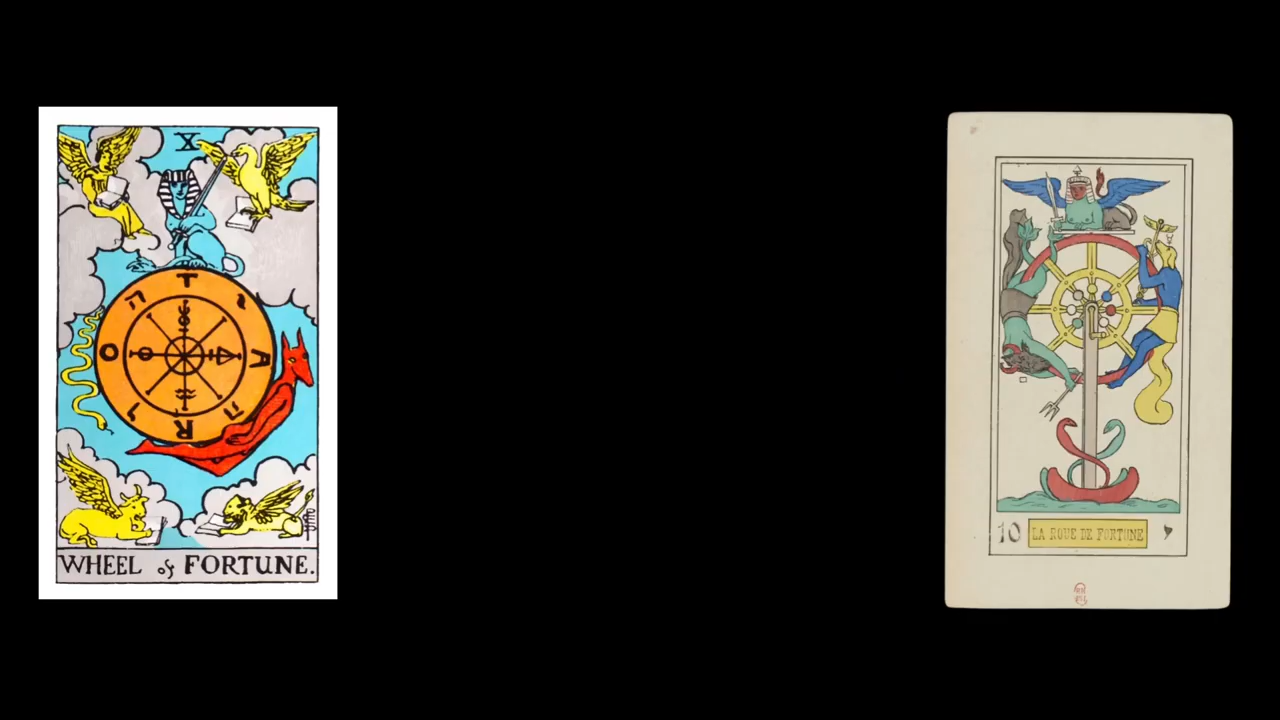 X
T
י
A
ה
R
ו
O
ה
WHEEL of FORTUNE.
10 LA ROUE DE FORTUNE י